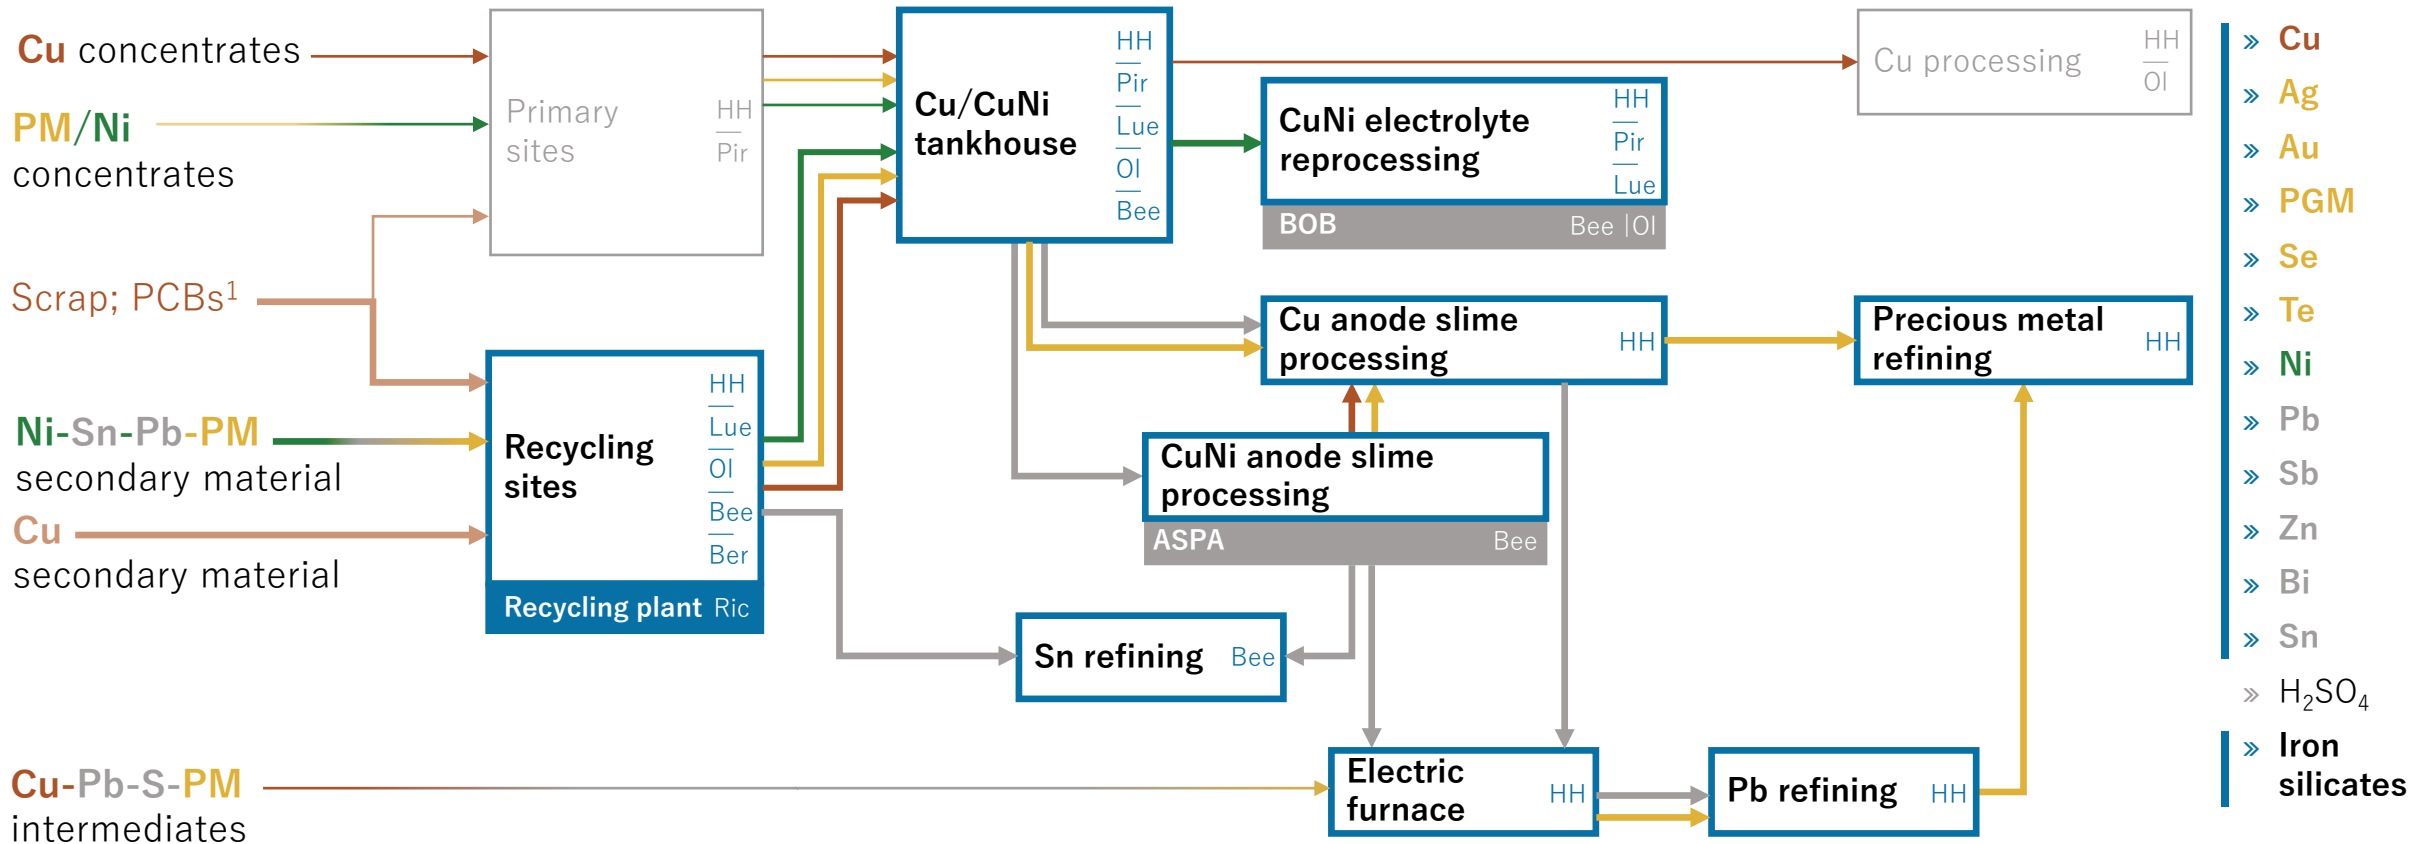 Cu concentrates
PM/Ni
concentrates
Scrap; PCBs1
Ni-Sn-Pb-PM
secondary material
Cu
secondary material
Cu-Pb-S-PM
intermediates
Primary
sites
HH
Pir
Recycling
sites
HH
Lue
Ol
Bee
Ber
Recycling plant Ric
Cu/CuNi
tankhouse
HH
Pir
Lue
Ol
Bee
CuNi electrolyte
reprocessing
HH
Pir
Lue
BOB Bee |Ol
Cu processing
HH
Ol
Cu anode slime
processing
HH
Precious metal
refining
HH
CuNi anode slime
processing
ASPA Bee
Sn refining Bee
Electric
furnace
HH
Pb refining HH
» Cu
» Ag
» Au
» PGM
» Se
» Te
» Ni
» Pb
» Sb
» Zn
» Bi
» Sn
» H2SO4
» Iron
silicates